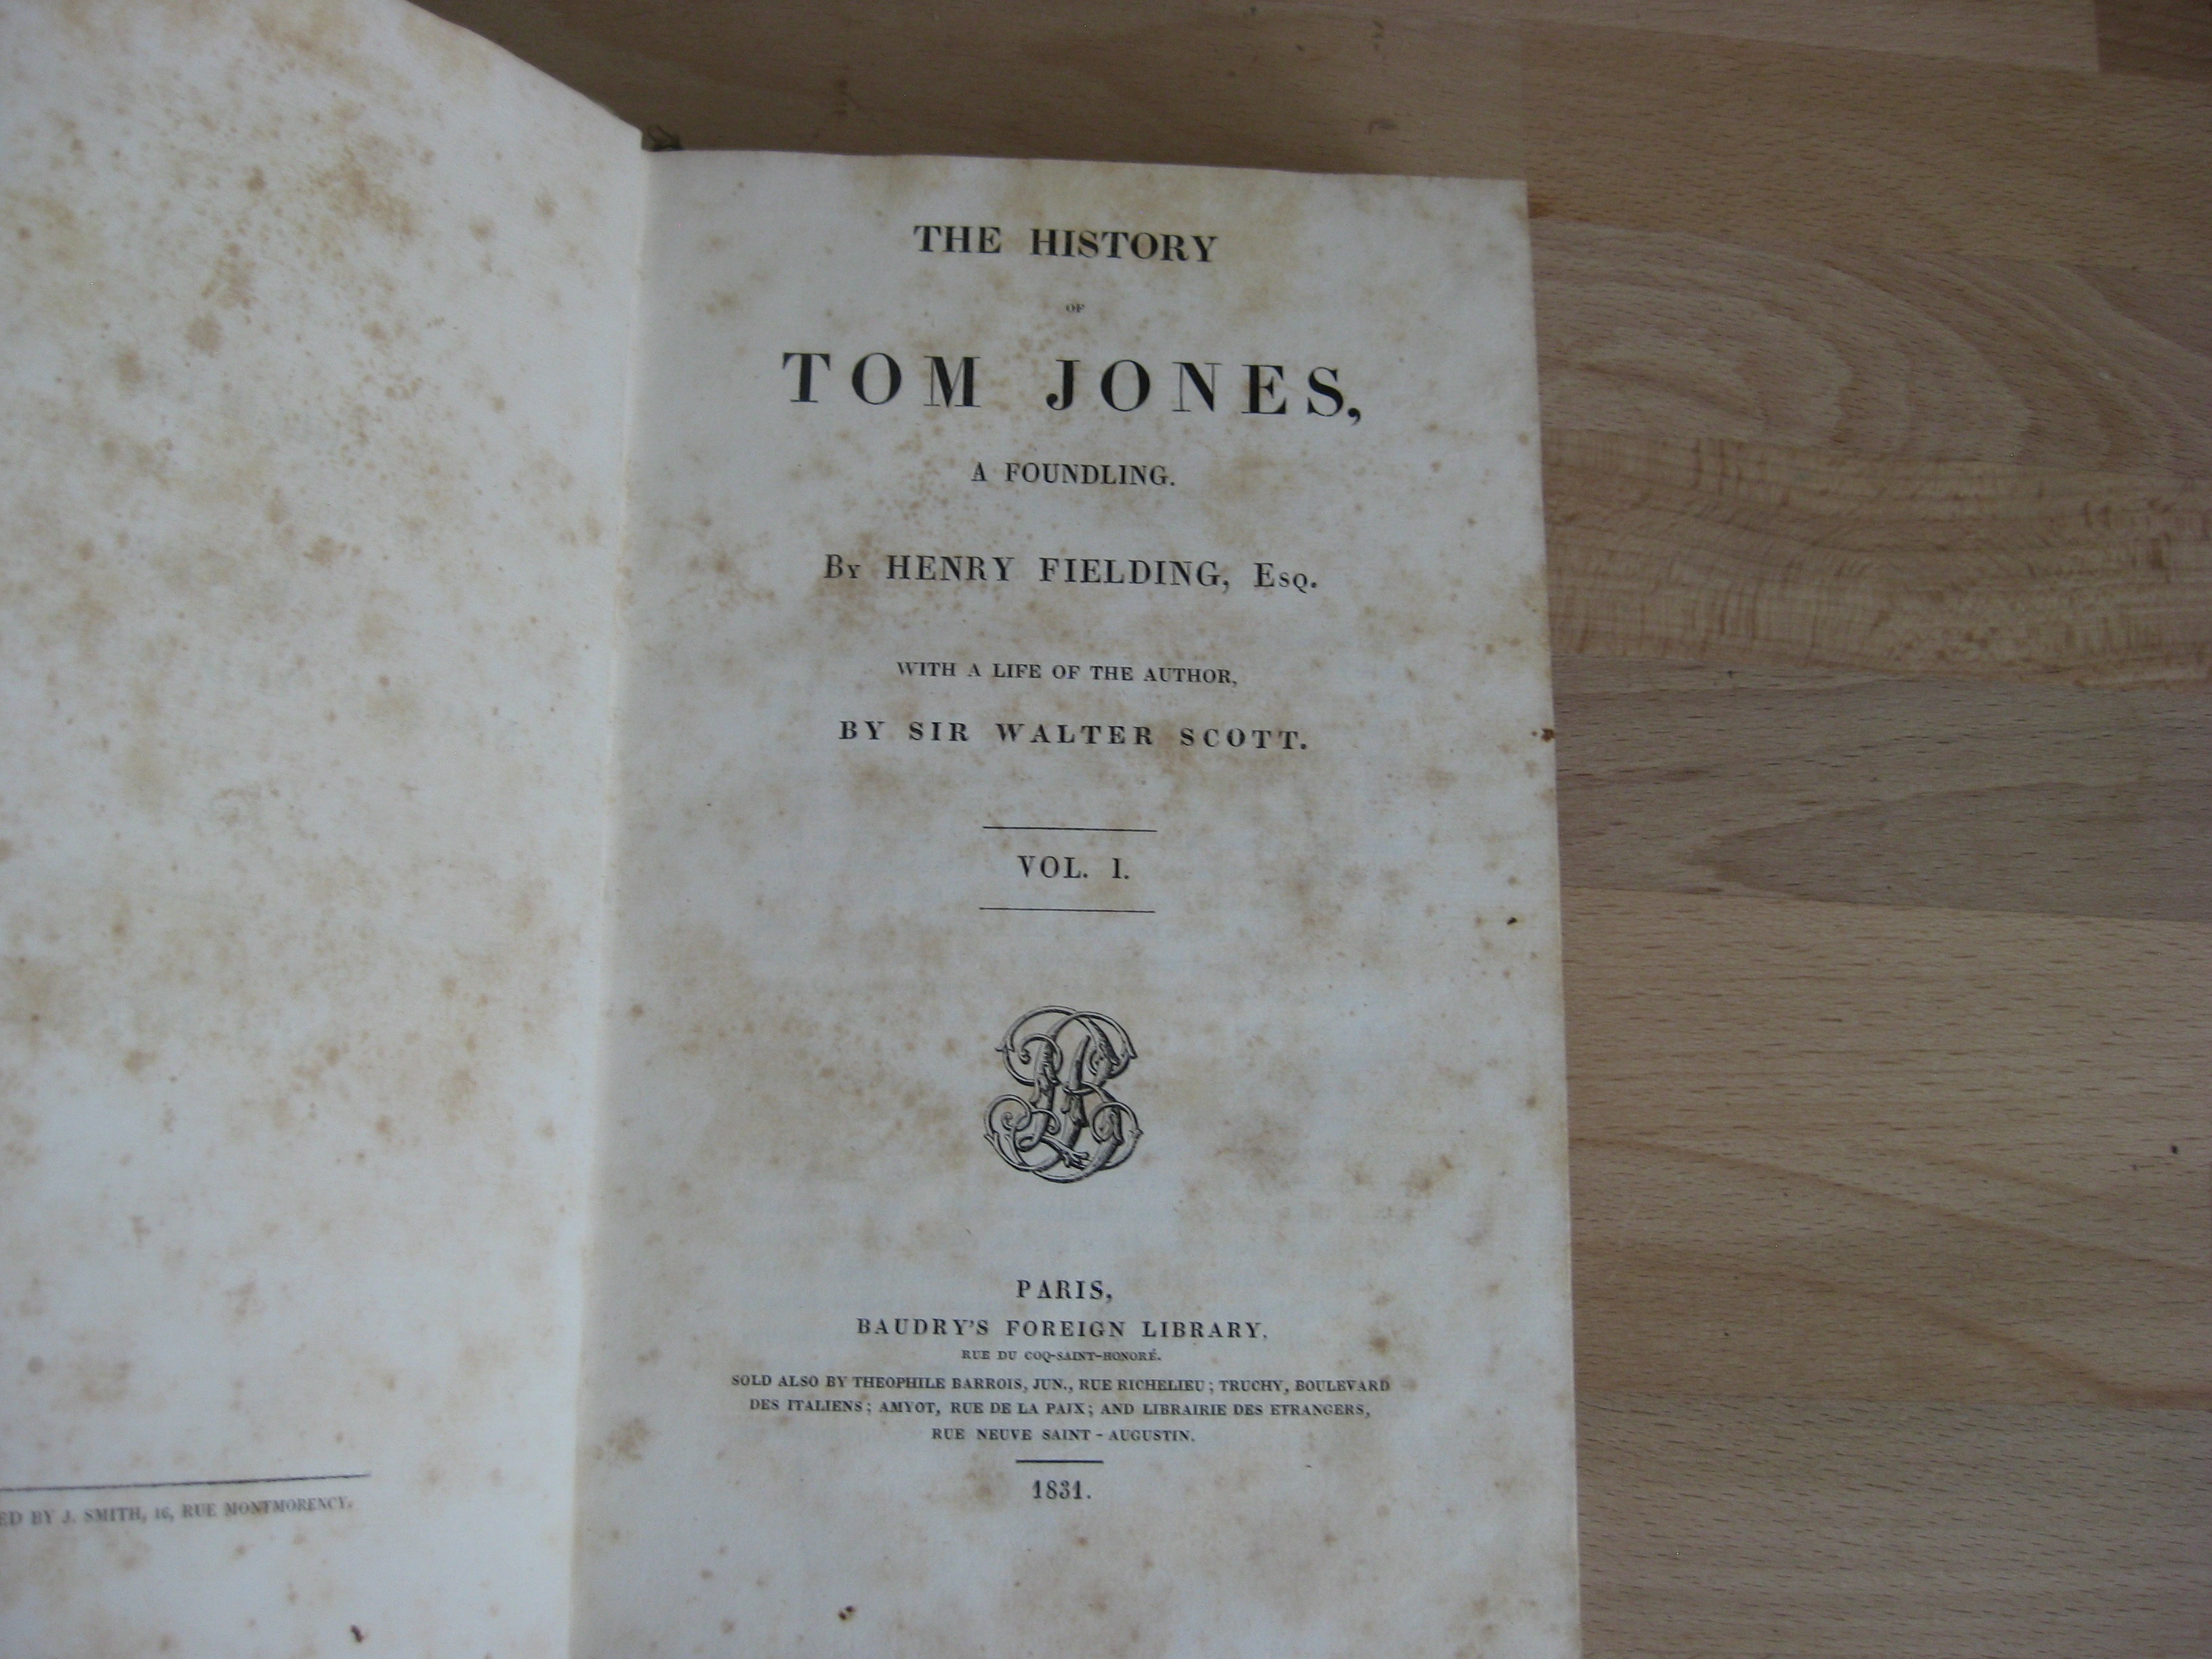 THE HISTORY
OF
TOM JONES,
A FOUNDLING.
By HENRY FIELDING, Esq.
WITH A LIFE OF THE AUTHOR,
BY SIR WALTER SCOTT.
VOL. I.
PARIS,
BAUDRY'S FOREIGN LIBRARY,
RUE DU COQ-SAINT-HONORÉ.
SOLD ALSO BY THEOPHILE BARROIS, JUN., RUE RICHELIEU; TRUCHY, BOULEVARD
DES ITALIENS; AMYOT, RUE DE LA PAIX; AND LIBRAIRIE DES ETRANGERS,
RUE NEUVE SAINT-AUGUSTIN.
1831.
BY J. SMITH, 16, RUE MONTMORENCY.